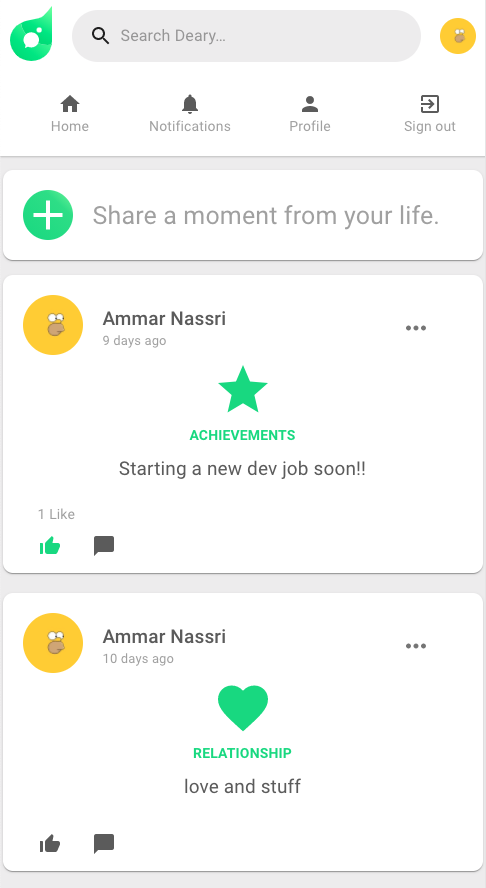 Search Deary…
Home Notifications Profile Sign out
Share a moment from your life.
Ammar Nassri
9 days ago
ACHIEVEMENTS
Starting a new dev job soon!!
1 Like
Ammar Nassri
10 days ago
RELATIONSHIP
love and stuff